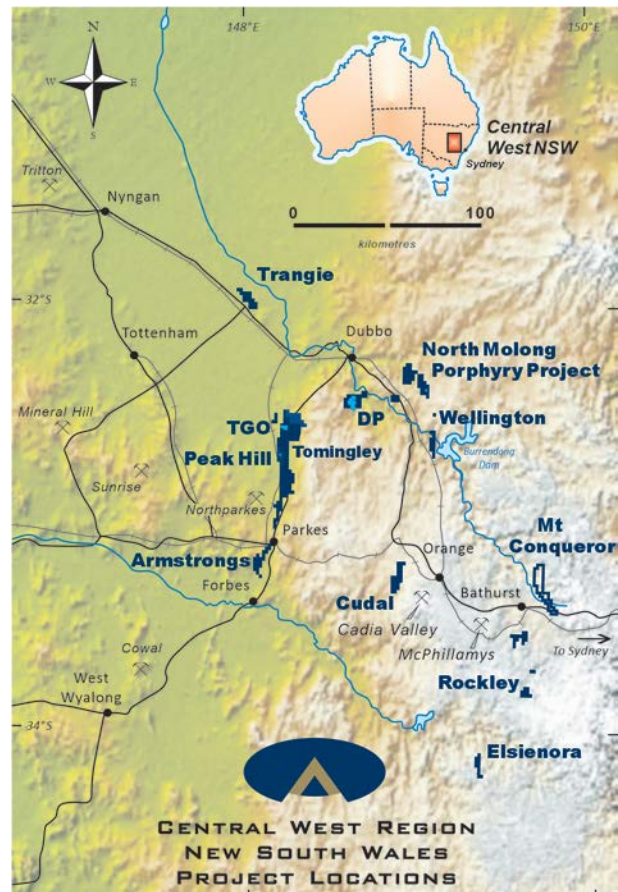 148°E
150°E
N
W
E
S
Central
West NSW
Sydney
0
100
kilometres
Tritton
Nyngan
Trangie
32°S
Tottenham
Dubbo
North Molong
Porphyry Project
Mineral Hill
TGO
DP
Wellington
Peak Hill
Tomingley
Burrendong
Dam
Sunrise
Northparkes
Parkes
Mt
Conqueror
Armstrongs
Orange
Forbes
Cudal
Bathurst
Cadia Valley
McPhillamys
To Sydney
Cowal
West
Wyalong
Rockley
34°S
Elsienora
CENTRAL WEST REGION
NEW SOUTH WALES
PROJECT LOCATIONS